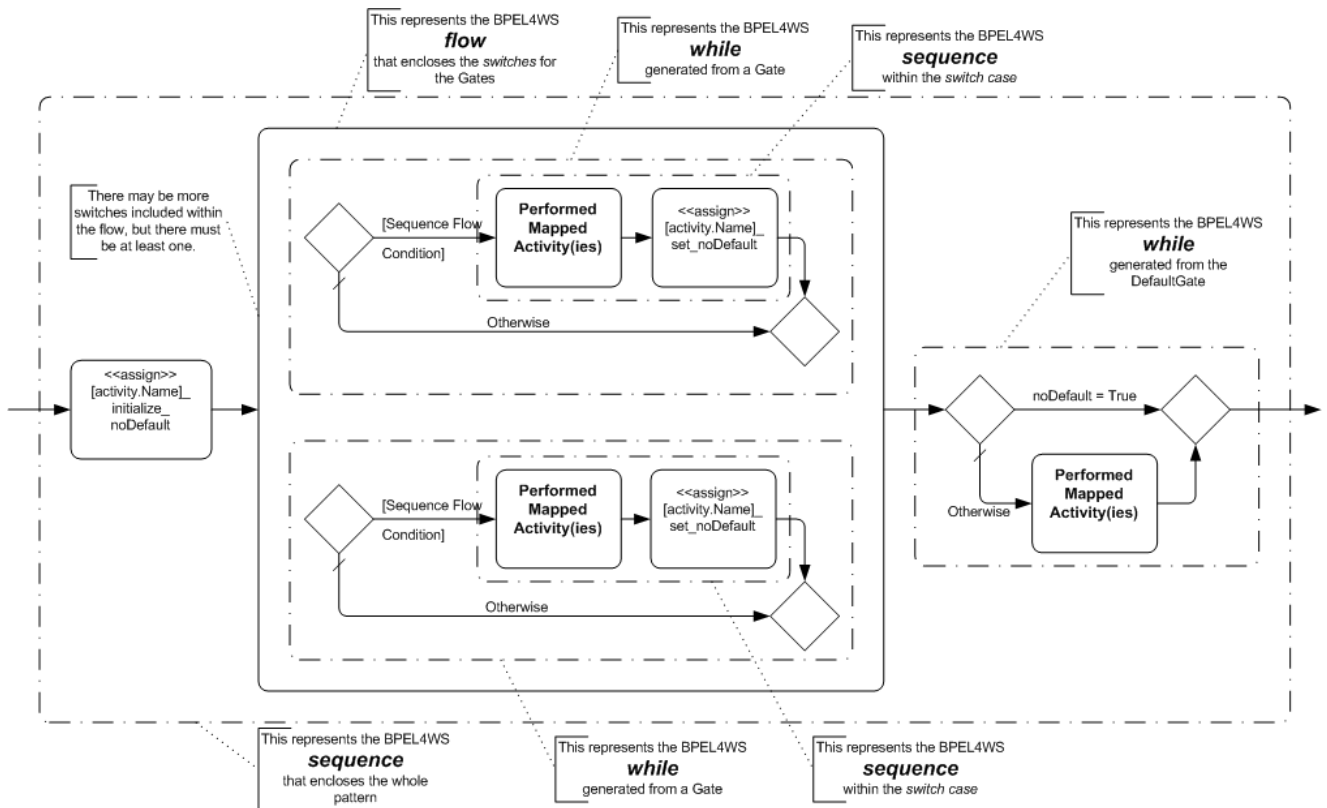 This represents the BPEL4WS
flow
that encloses the switches for
the Gates
This represents the BPEL4WS
while
generated from a Gate
This represents the BPEL4WS
sequence
within the switch case
There may be more
switches included within
the flow, but there must
be at least one.
[Sequence Flow
Condition]
Performed
Mapped
Activity(ies)
<<assign>>
[activity.Name]_
set_noDefault
Otherwise
This represents the BPEL4WS
while
generated from the
DefaultGate
<<assign>>
[activity.Name]_
initialize_
noDefault
noDefault = True
Otherwise
Performed
Mapped
Activity(ies)
[Sequence Flow
Condition]
Performed
Mapped
Activity(ies)
<<assign>>
[activity.Name]_
set_noDefault
Otherwise
This represents the BPEL4WS
sequence
that encloses the whole
pattern
This represents the BPEL4WS
while
generated from a Gate
This represents the BPEL4WS
sequence
within the switch case